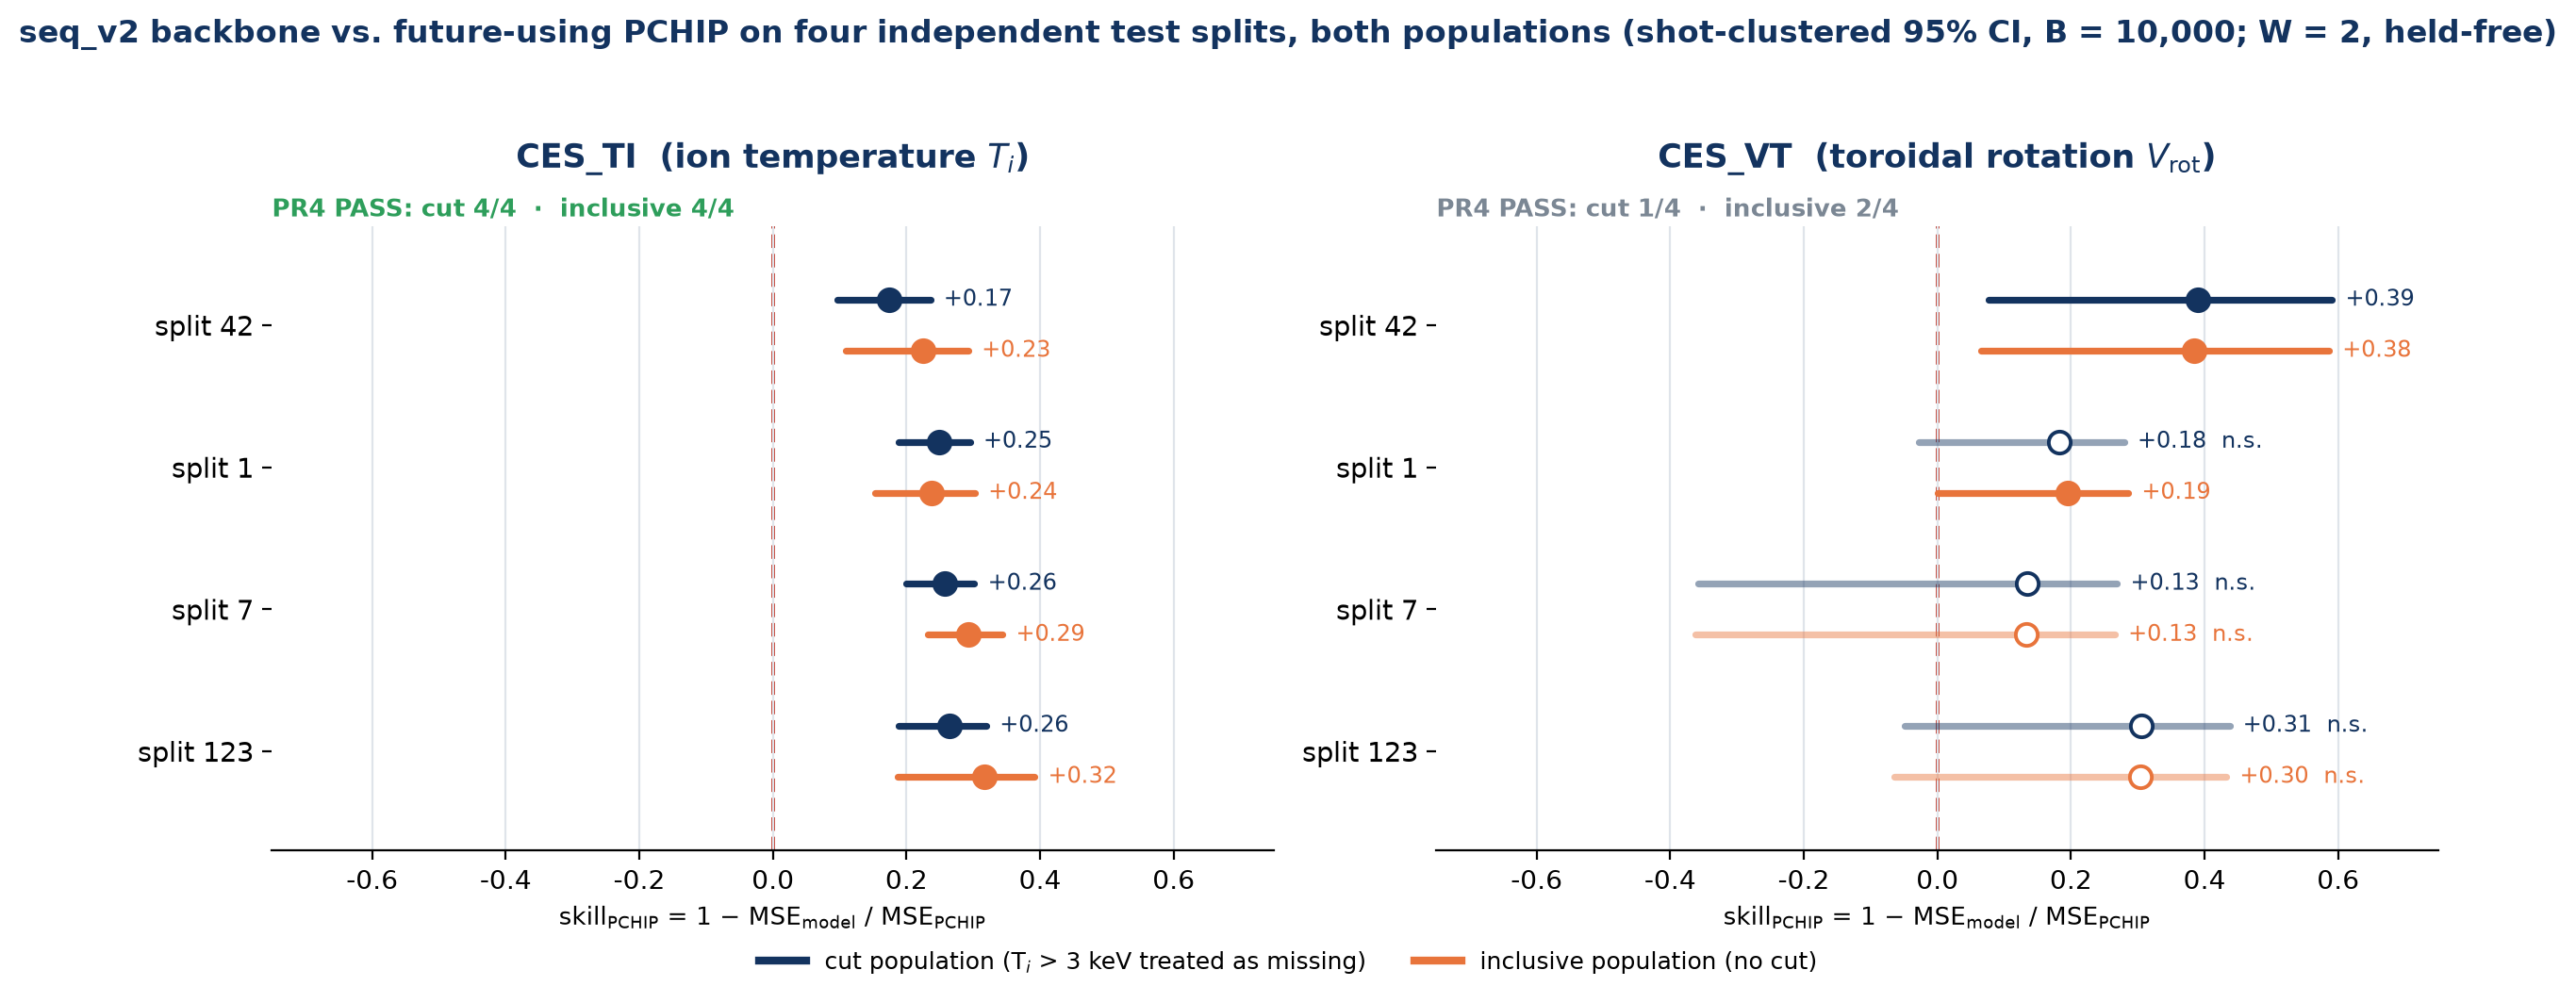 seq_v2 backbone vs. future-using PCHIP on four independent test splits, both populations (shot-clustered 95% CI, B = 10,000; W = 2, held-free)
CES_TI (ion temperature Ti)
PR4 PASS: cut 4/4 · inclusive 4/4
split 42
+0.17
+0.23
split 1
+0.25
+0.24
split 7
+0.26
+0.29
split 123
+0.26
+0.32
-0.6 -0.4 -0.2 0.0 0.2 0.4 0.6
skillPCHIP = 1 − MSEmodel / MSEPCHIP
CES_VT (toroidal rotation Vrot)
PR4 PASS: cut 1/4 · inclusive 2/4
split 42
+0.39
+0.38
split 1
+0.18 n.s.
+0.19
split 7
+0.13 n.s.
+0.13 n.s.
split 123
+0.31 n.s.
+0.30 n.s.
-0.6 -0.4 -0.2 0.0 0.2 0.4 0.6
skillPCHIP = 1 − MSEmodel / MSEPCHIP
cut population (Ti > 3 keV treated as missing)
inclusive population (no cut)